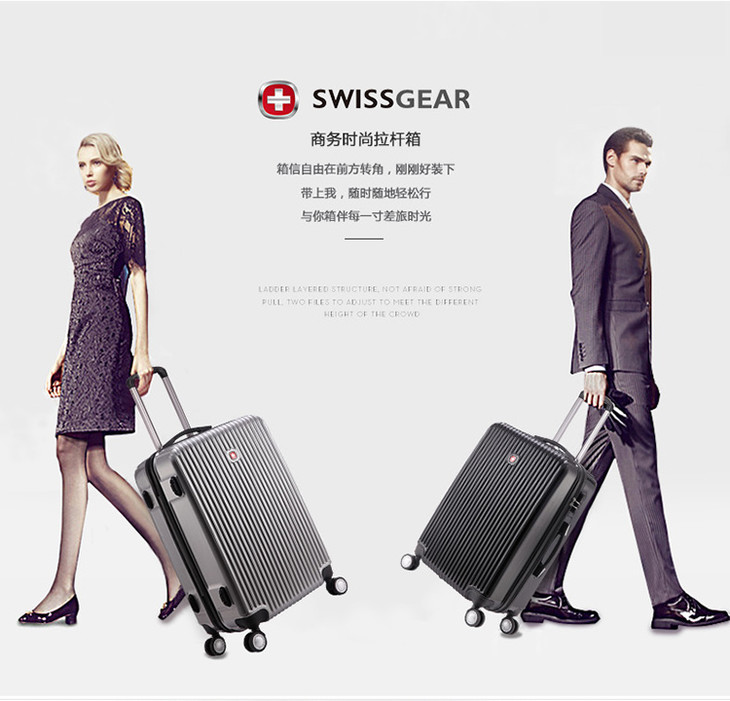 SWISSGEAR
商务时尚拉杆箱
箱信自由在前方转角，刚刚好装下
带上我，随时随地轻松行
与你箱伴每一寸差旅时光
LADDER LAYERED STRUCTURE, NOT AFRAID OF STRONG
PULL, TWO FILES TO ADJUST TO MEET THE DIFFERENT
HEIGHT OF THE CROWD